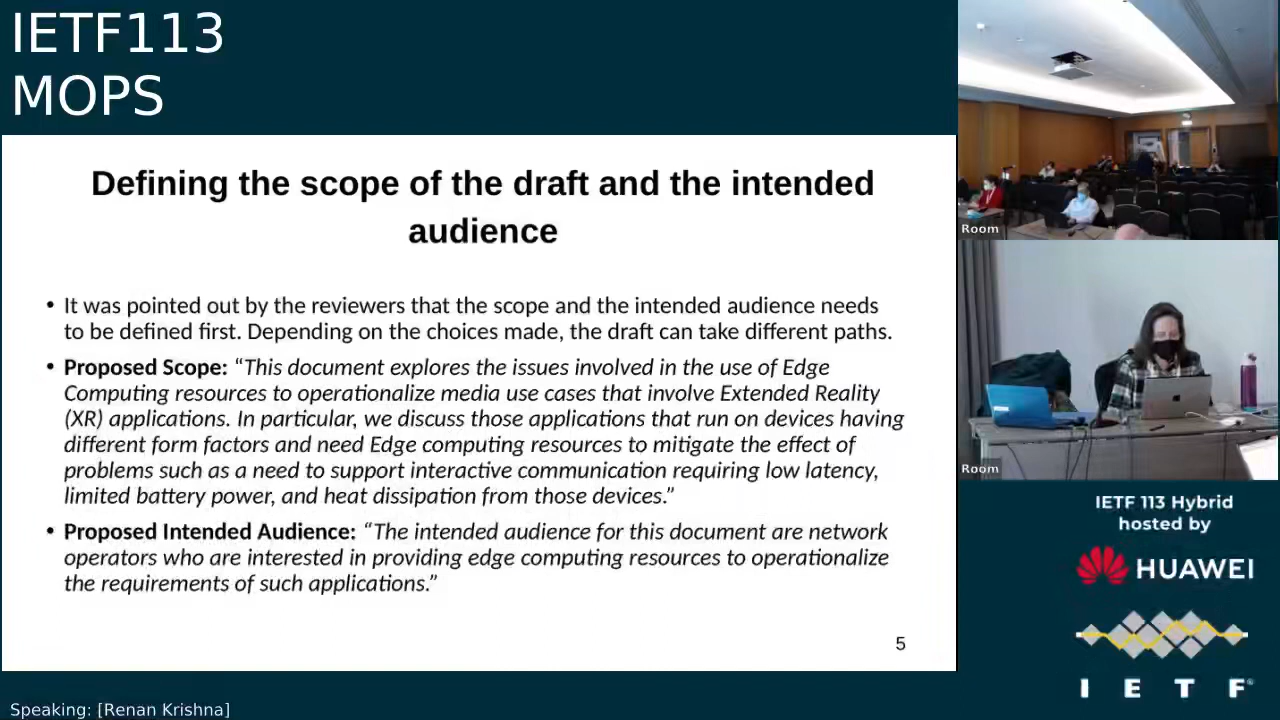 IETF113
MOPS
Defining the scope of the draft and the intended
audience
• It was pointed out by the reviewers that the scope and the intended audience needs
to be defined first. Depending on the choices made, the draft can take different paths.
• Proposed Scope: “This document explores the issues involved in the use of Edge
Computing resources to operationalize media use cases that involve Extended Reality
(XR) applications. In particular, we discuss those applications that run on devices having
different form factors and need Edge computing resources to mitigate the effect of
problems such as a need to support interactive communication requiring low latency,
limited battery power, and heat dissipation from those devices.”
• Proposed Intended Audience: “The intended audience for this document are network
operators who are interested in providing edge computing resources to operationalize
the requirements of such applications.”
5
Room
Room
IETF 113 Hybrid
hosted by
HUAWEI
I E T F®
Speaking: [Renan Krishna]